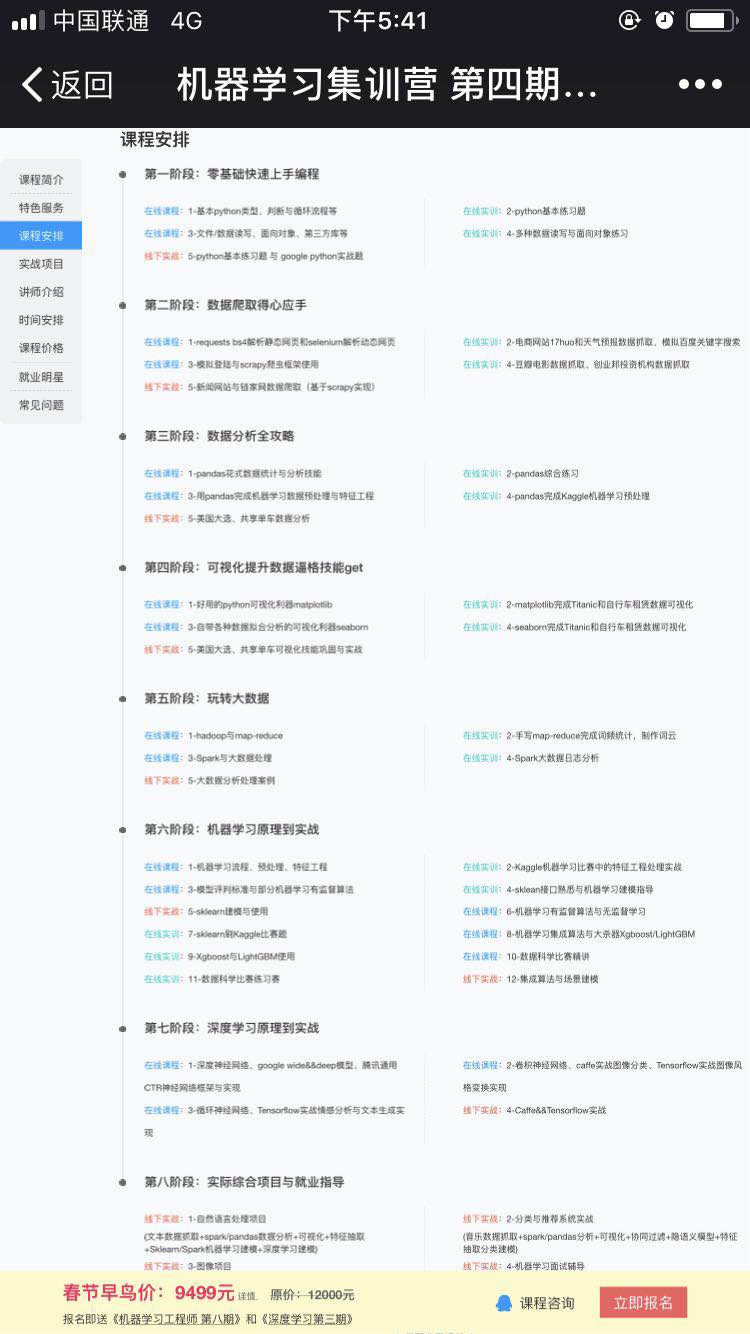 中国联通 4G 下午5:41
返回 机器学习集训营 第四期...
课程安排
课程简介
特色服务
课程安排
实战项目
讲师介绍
时间安排
课程价格
就业明星
常见问题
第一阶段：零基础快速上手编程
在线课程：1-基本python类型、判断与循环流程等
在线实训：2-python基本练习题
在线课程：3-文件/数据读写、面向对象、第三方库等
在线实训：4-多种数据读写与面向对象练习
线下实战：5-python基本练习题 与 google python实战题
第二阶段：数据爬取得心应手
在线课程：1-requests bs4解析静态网页和selenium解析动态网页
在线实训：2-电商网站17huo和天气预报数据抓取、模拟百度关键字搜索
在线课程：3-模拟登陆与scrapy爬虫框架使用
在线实训：4-豆瓣电影数据抓取、创业邦投资机构数据抓取
线下实战：5-新闻网站与链家网数据爬取（基于scrapy实现）
第三阶段：数据分析全攻略
在线课程：1-pandas花式数据统计与分析技能
在线实训：2-pandas综合练习
在线课程：3-用pandas完成机器学习数据预处理与特征工程
在线实训：4-pandas完成Kaggle机器学习预处理
线下实战：5-美国大选、共享单车数据分析
第四阶段：可视化提升数据逼格技能get
在线课程：1-好用的python可视化利器matplotlib
在线实训：2-matplotlib完成Titanic和自行车租赁数据可视化
在线课程：3-自带各种数据拟合分析的可视化利器seaborn
在线实训：4-seaborn完成Titanic和自行车租赁数据可视化
线下实战：5-美国大选、共享单车可视化技能巩固与实战
第五阶段：玩转大数据
在线课程：1-hadoop与map-reduce
在线实训：2-手写map-reduce完成词频统计，制作词云
在线课程：3-Spark与大数据处理
在线实训：4-Spark大数据日志分析
线下实战：5-大数据分析处理案例
第六阶段：机器学习原理到实战
在线课程：1-机器学习流程、预处理、特征工程
在线实训：2-Kaggle机器学习比赛中的特征工程处理实战
在线课程：3-模型评判标准与部分机器学习有监督算法
在线实训：4-sklean接口熟悉与机器学习建模指导
线下实战：5-sklearn建模与使用
在线课程：6-机器学习有监督算法与无监督学习
在线实训：7-sklearn刷Kaggle比赛题
在线课程：8-机器学习集成算法与大杀器Xgboost/LightGBM
在线实训：9-Xgboost与LightGBM使用
在线课程：10-数据科学比赛精讲
在线实训：11-数据科学比赛练习赛
线下实战：12-集成算法与场景建模
第七阶段：深度学习原理到实战
在线课程：1-深度神经网络、google wide&&deep模型、腾讯通用
CTR神经网络框架与实现
在线课程：2-卷积神经网络、caffe实战图像分类、Tensorflow实战图像风
格变换实现
在线课程：3-循环神经网络、Tensorflow实战情感分析与文本生成实
现
线下实战：4-Caffe&&Tensorflow实战
第八阶段：实际综合项目与就业指导
线下实战：1-自然语言处理项目
(文本数据抓取+spark/pandas数据分析+可视化+特征抽取
+Sklearn/Spark机器学习建模+深度学习建模)
线下实战：2-分类与推荐系统实战
(音乐数据抓取+spark/pandas分析+可视化+协同过滤+隐语义模型+特征
抽取分类建模)
线下实战：3-图像项目
线下实战：4-机器学习面试辅导
春节早鸟价：9499元 详情 原价：12000元
报名即送《机器学习工程师 第八期》和《深度学习第三期》
课程咨询
立即报名